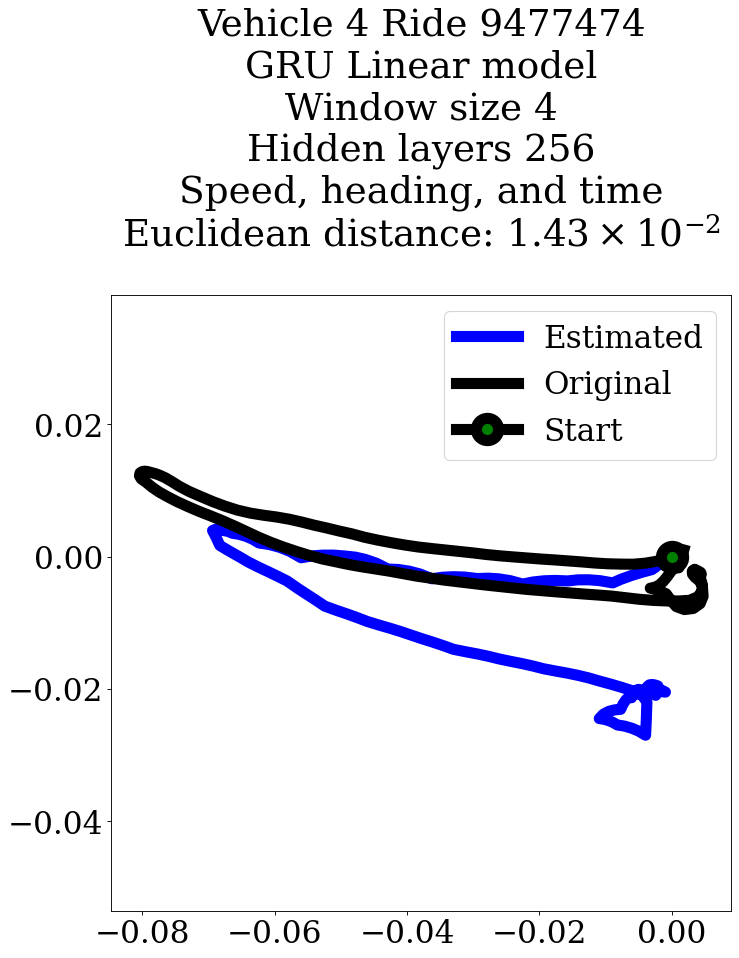 Vehicle 4 Ride 9477474
GRU Linear model
Window size 4
Hidden layers 256
Speed, heading, and time
Euclidean distance: 1.43 × 10⁻²
Estimated
Original
Start
0.02
0.00
−0.02
−0.04
−0.08 −0.06 −0.04 −0.02 0.00